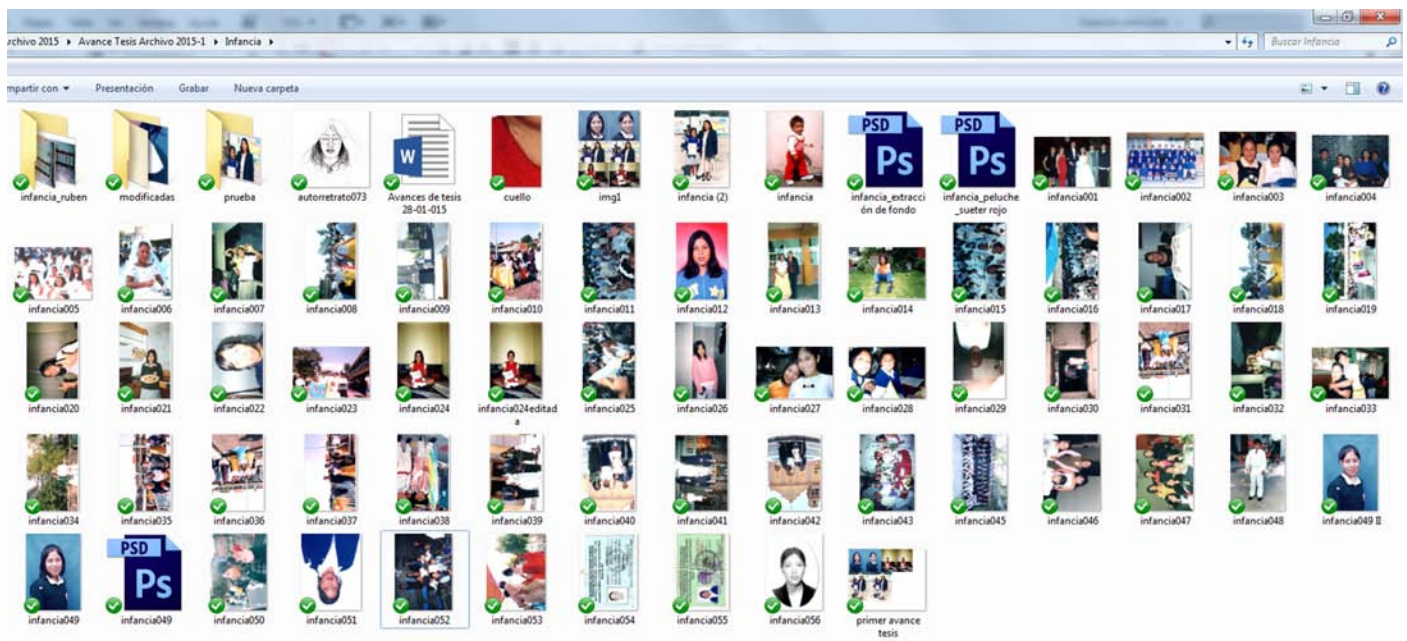 rchivo 2015 ▸ Avance Tesis Archivo 2015-1 ▸ Infancia ▸
Buscar Infancia
mpartir con
Presentación
Grabar
Nueva carpeta
infancia_ruben
modificadas
prueba
autorretrato073
W
Avances de tesis
28-01-015
cuello
img1
infancia (2)
infancia
PSD
Ps
infancia_extracci
ón de fondo
PSD
Ps
infancia_peluche
_sueter rojo
infancia001
infancia002
infancia003
infancia004
infancia005
infancia006
infancia007
infancia008
infancia009
infancia010
infancia011
infancia012
infancia013
infancia014
infancia015
infancia016
infancia017
infancia018
infancia019
infancia020
infancia021
infancia022
infancia023
infancia024
infancia024editad
a
infancia025
infancia026
infancia027
infancia028
infancia029
infancia030
infancia031
infancia032
infancia033
infancia034
infancia035
infancia036
infancia037
infancia038
infancia039
infancia040
infancia041
infancia042
infancia043
infancia045
infancia046
infancia047
infancia048
infancia049 II
infancia049
PSD
Ps
infancia049
infancia050
infancia051
infancia052
infancia053
infancia054
infancia055
infancia056
primer avance
tesis